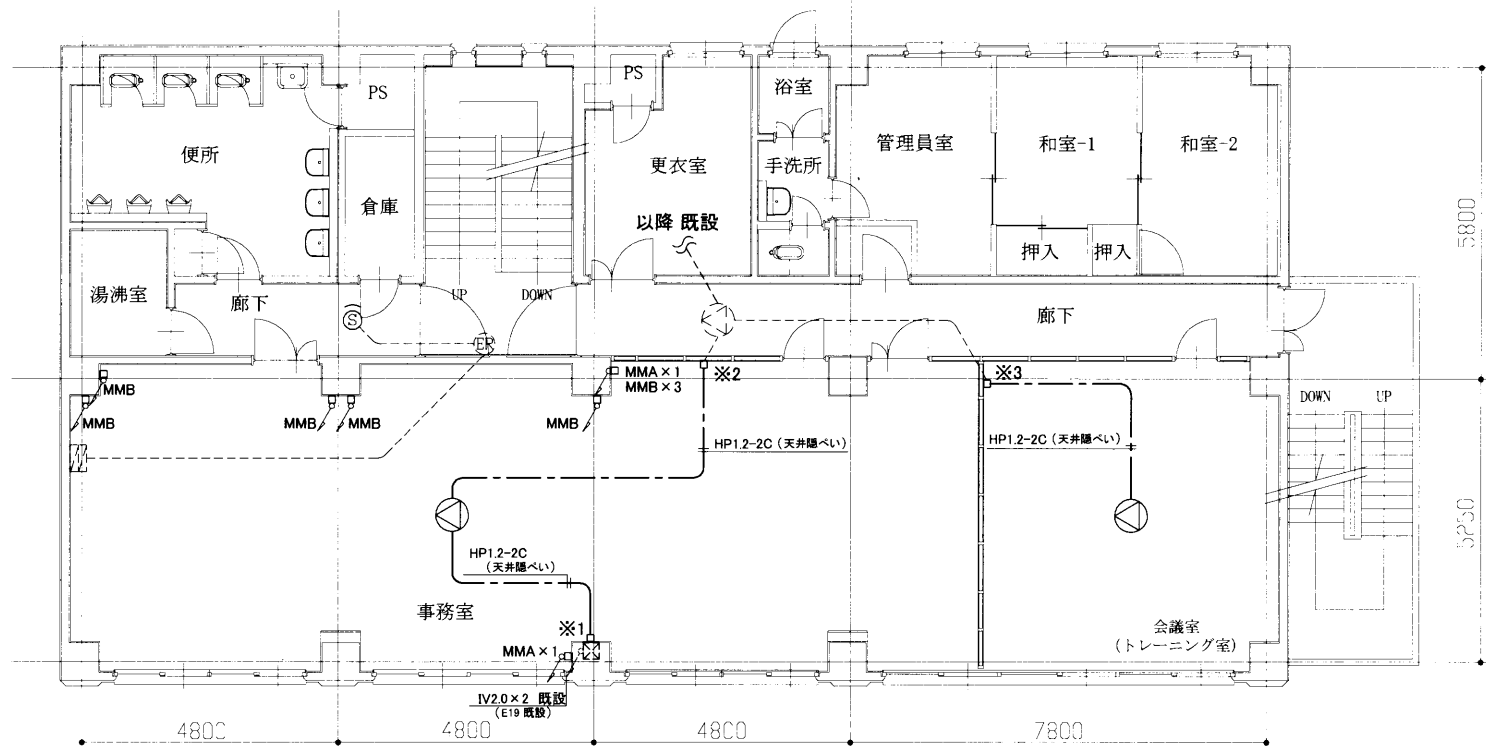 PS
便所
倉庫
湯沸室
廊下
UP
DOWN
S
PS
更衣室
浴室
手洗所
管理員室
和室-1
和室-2
押入
押入
以降 既設
廊下
MMB
MMB
MMB
MMB
MMB
MMA×1
MMB×3
※2
※3
HP1.2-2C(天井隠ぺい)
HP1.2-2C(天井隠ぺい)
HP1.2-2C
(天井隠ぺい)
事務室
※1
MMA×1
IV2.0×2 既設
(E19 既設)
会議室
(トレーニング室)
DOWN
UP
5800
5250
4800
4800
4800
7800